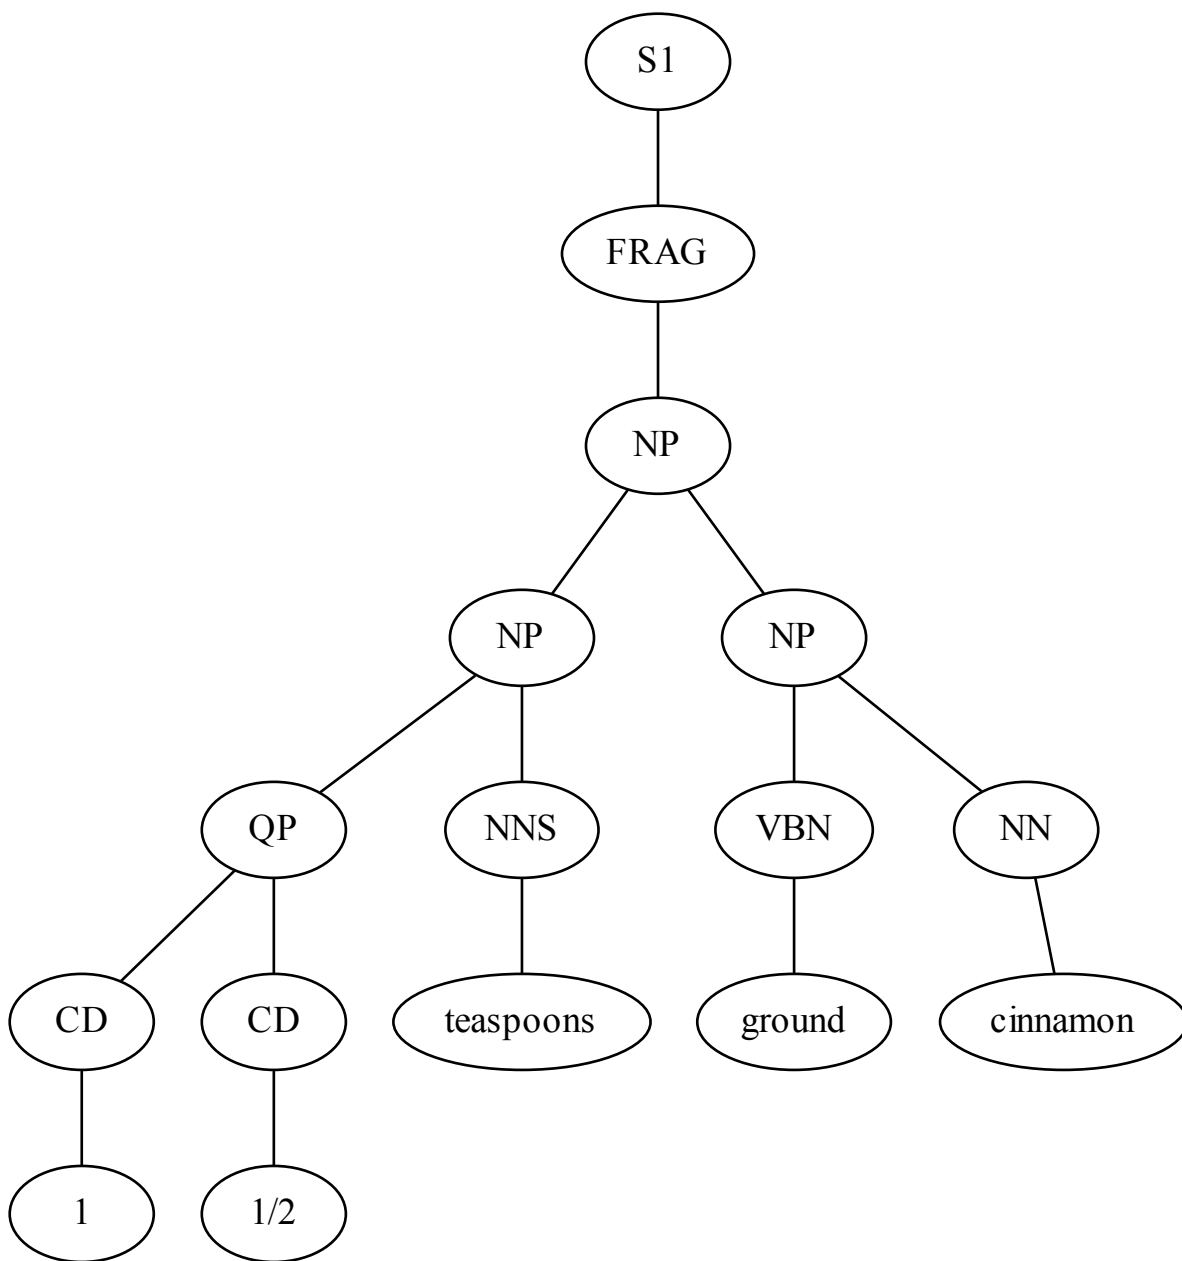 S1
FRAG
NP
NP NP
QP NNS VBN NN
CD CD teaspoons ground cinnamon
1 1/2